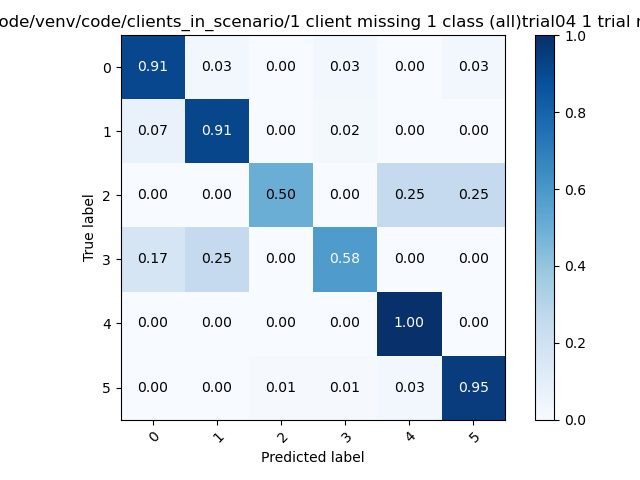 ode/venv/code/clients_in_scenario/1 client missing 1 class (all)trial04 1 trial
1.0
0 0.91 0.03 0.00 0.03 0.00 0.03
0.8
1 0.07 0.91 0.00 0.02 0.00 0.00
0.6
2 0.00 0.00 0.50 0.00 0.25 0.25
True label
3 0.17 0.25 0.00 0.58 0.00 0.00
0.4
4 0.00 0.00 0.00 0.00 1.00 0.00
0.2
5 0.00 0.00 0.01 0.01 0.03 0.95
0.0
0 1 2 3 4 5
Predicted label